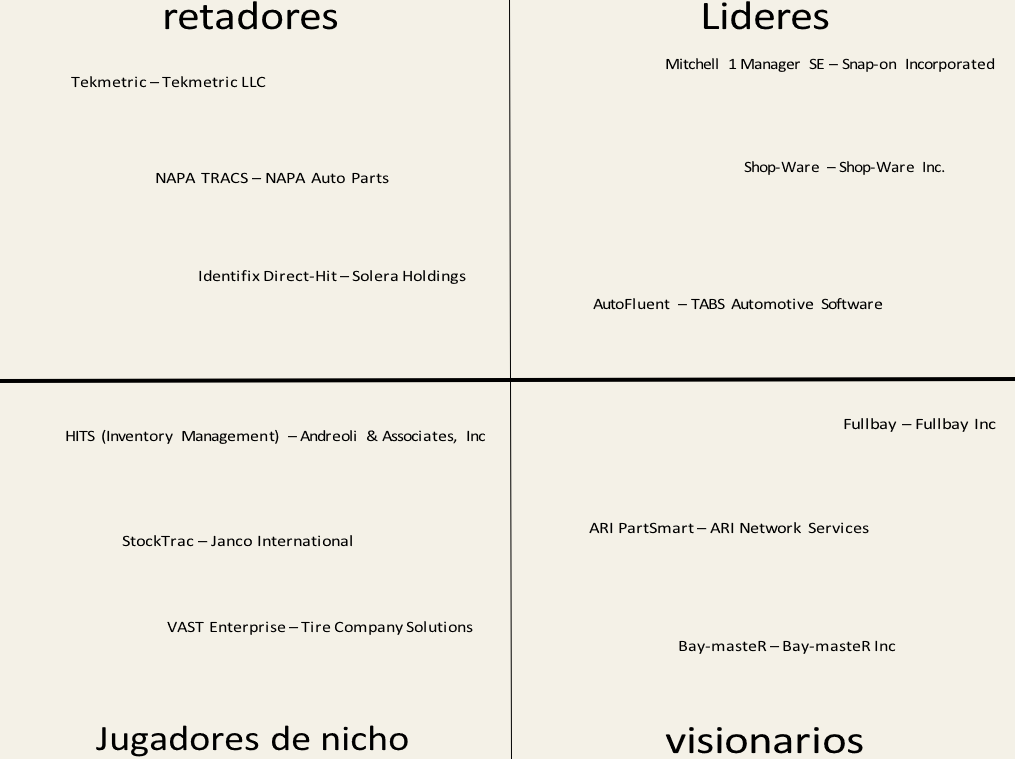 retadores
Tekmetric – Tekmetric LLC
NAPA TRACS – NAPA Auto Parts
Identifix Direct-Hit – Solera Holdings
Lideres
Mitchell 1 Manager SE – Snap-on Incorporated
Shop-Ware – Shop-Ware Inc.
AutoFluent – TABS Automotive Software
HITS (Inventory Management) – Andreoli & Associates, Inc
StockTrac – Janco International
VAST Enterprise – Tire Company Solutions
Jugadores de nicho
Fullbay – Fullbay Inc
ARI PartSmart – ARI Network Services
Bay-masteR – Bay-masteR Inc
visionarios